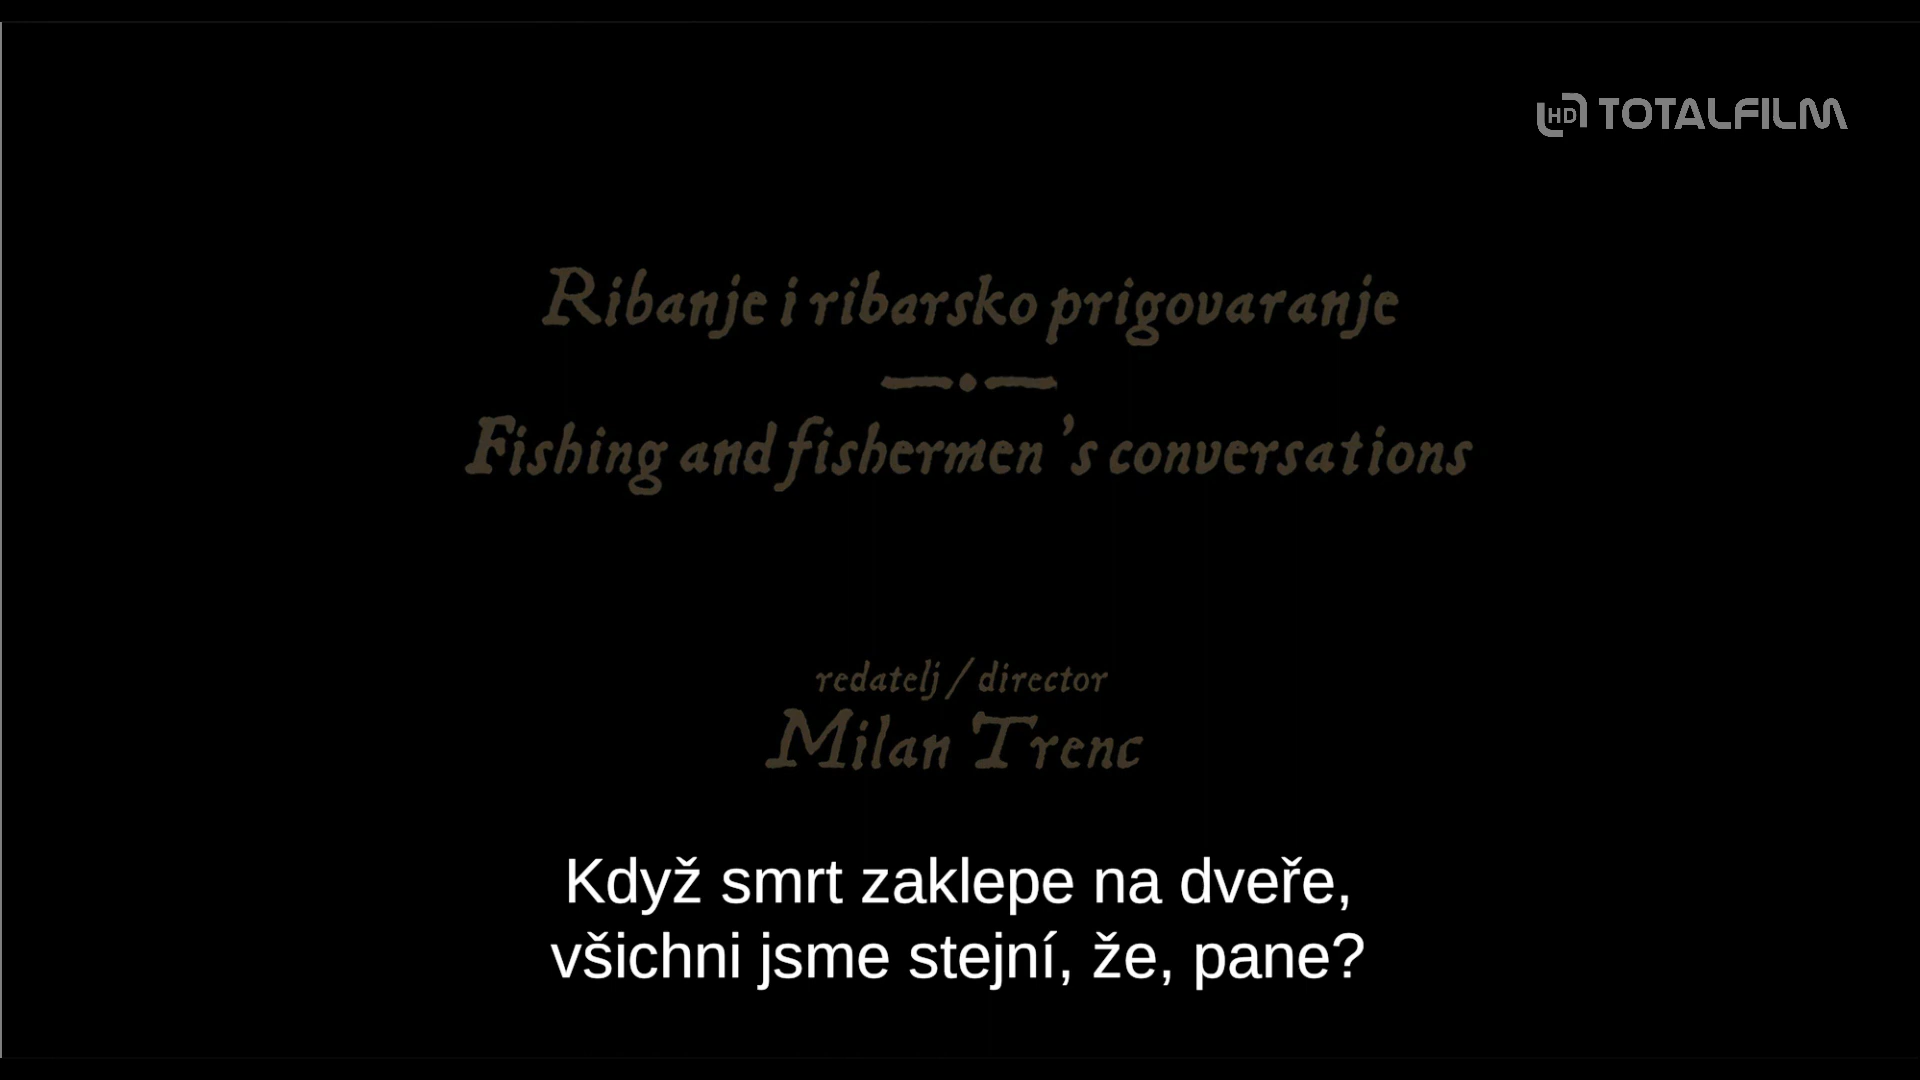 HD TOTALFILM
Ribanje i ribarsko prigovaranje
Fishing and fishermen's conversations
redatelj / director
Milan Trenc
Když smrt zaklepe na dveře,
všichni jsme stejní, že, pane?